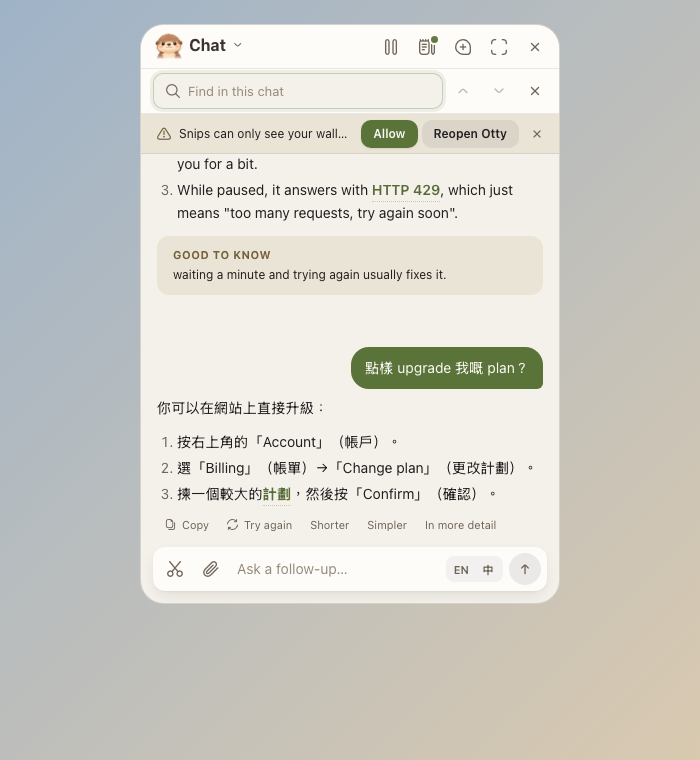 Chat
Find in this chat
Snips can only see your wall...
Allow
Reopen Otty
you for a bit.
3. While paused, it answers with HTTP 429, which just
means "too many requests, try again soon".
GOOD TO KNOW
waiting a minute and trying again usually fixes it.
點樣 upgrade 我嘅 plan？
你可以在網站上直接升級：
1. 按右上角的「Account」（帳戶）。
2. 選「Billing」（帳單）→「Change plan」（更改計劃）。
3. 揀一個較大的計劃，然後按「Confirm」（確認）。
Copy
Try again
Shorter
Simpler
In more detail
Ask a follow-up...
EN 中